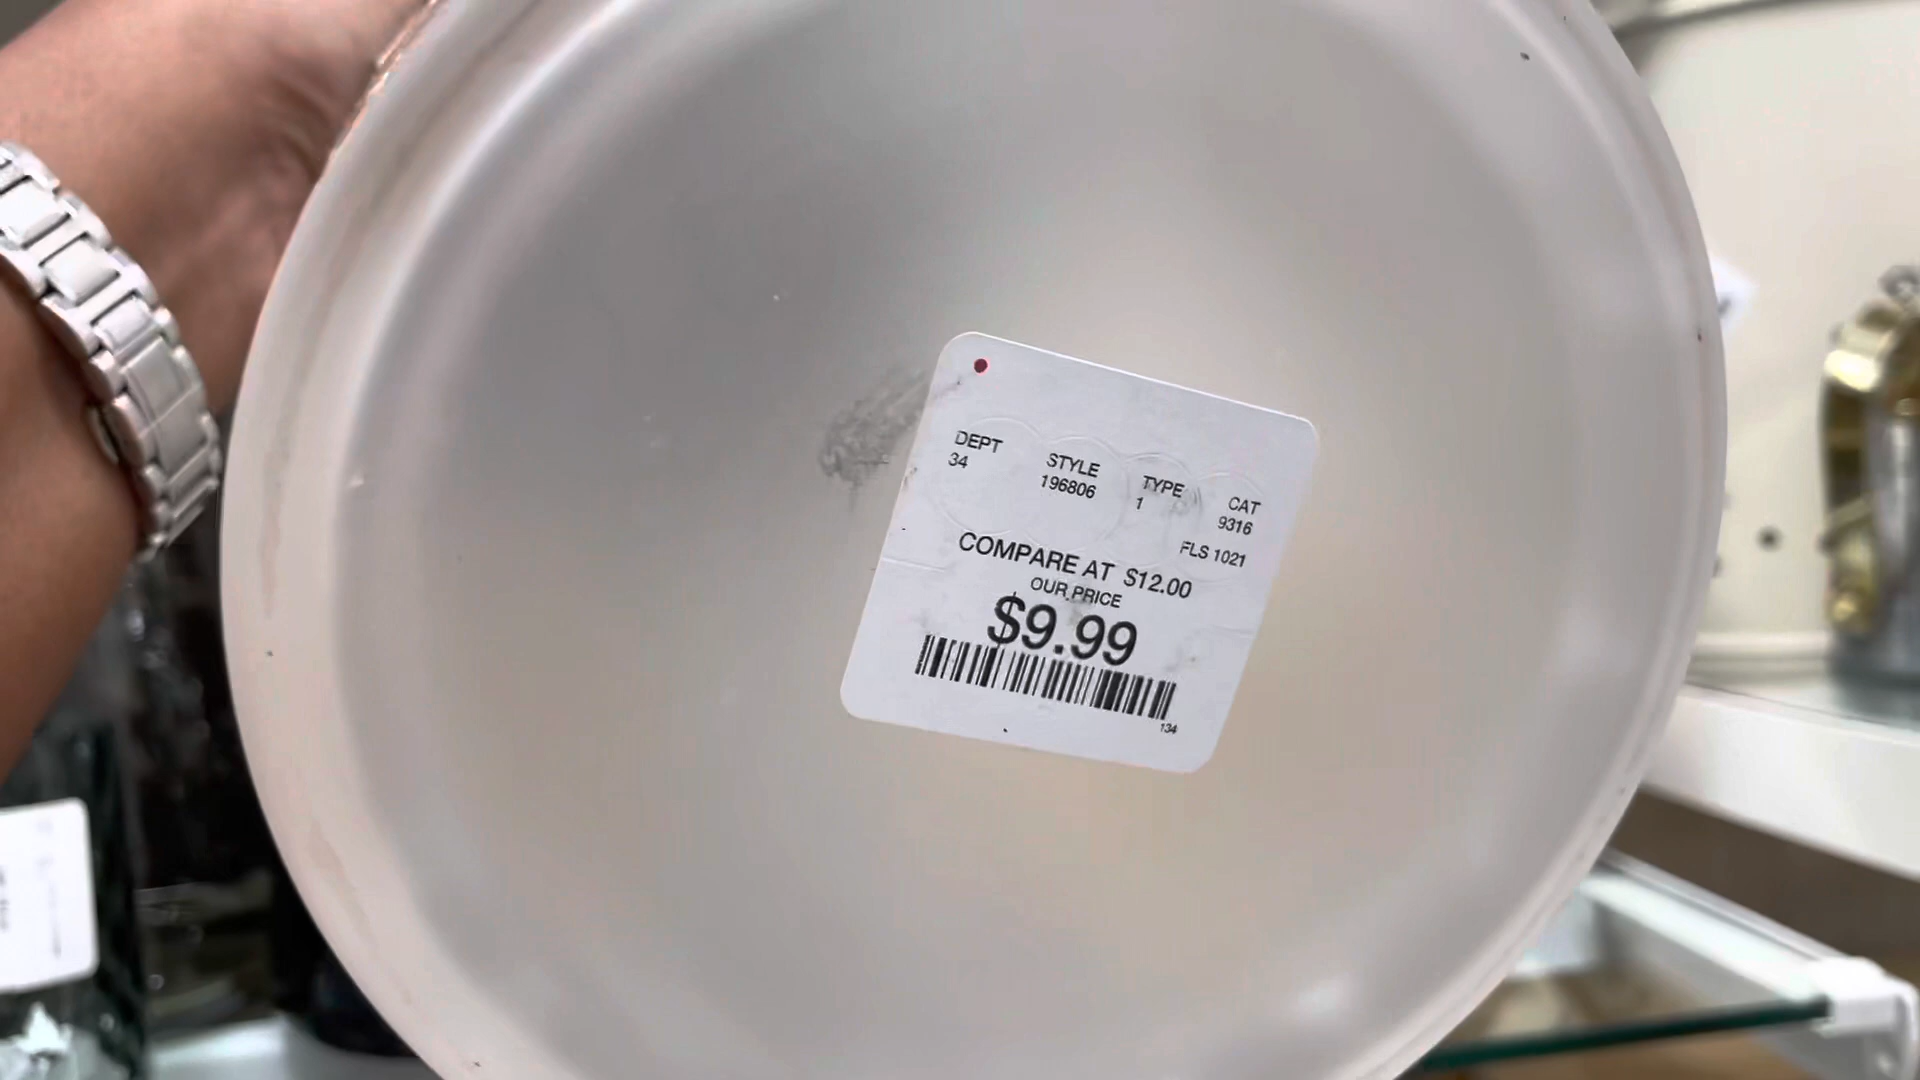 DEPT STYLE TYPE CAT
34 196806 1 9316
FLS 1021
COMPARE AT $12.00
OUR PRICE
$9.99
134